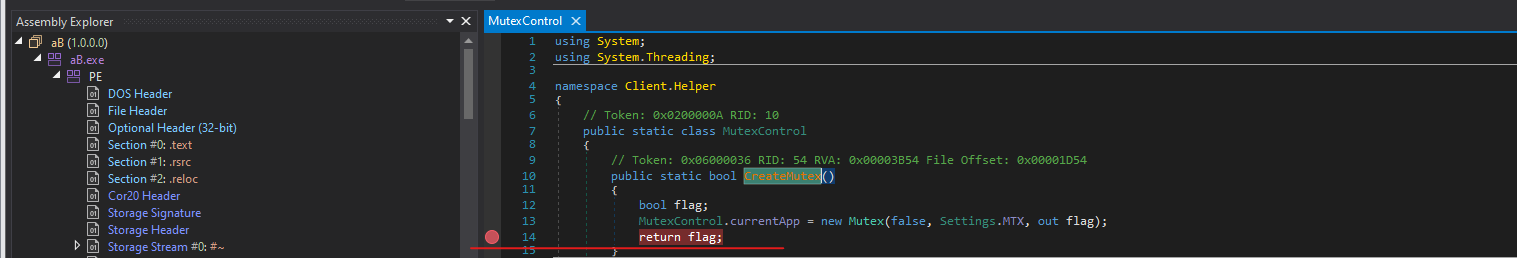 Assembly Explorer
aB (1.0.0.0)
aB.exe
PE
DOS Header
File Header
Optional Header (32-bit)
Section #0: .text
Section #1: .rsrc
Section #2: .reloc
Cor20 Header
Storage Signature
Storage Header
Storage Stream #0: #~
MutexControl
1 using System;
2 using System.Threading;
3
4 namespace Client.Helper
5 {
6 // Token: 0x0200000A RID: 10
7 public static class MutexControl
8 {
9 // Token: 0x06000036 RID: 54 RVA: 0x00003B54 File Offset: 0x00001D54
10 public static bool CreateMutex()
11 {
12 bool flag;
13 MutexControl.currentApp = new Mutex(false, Settings.MTX, out flag);
14 return flag;
15 }